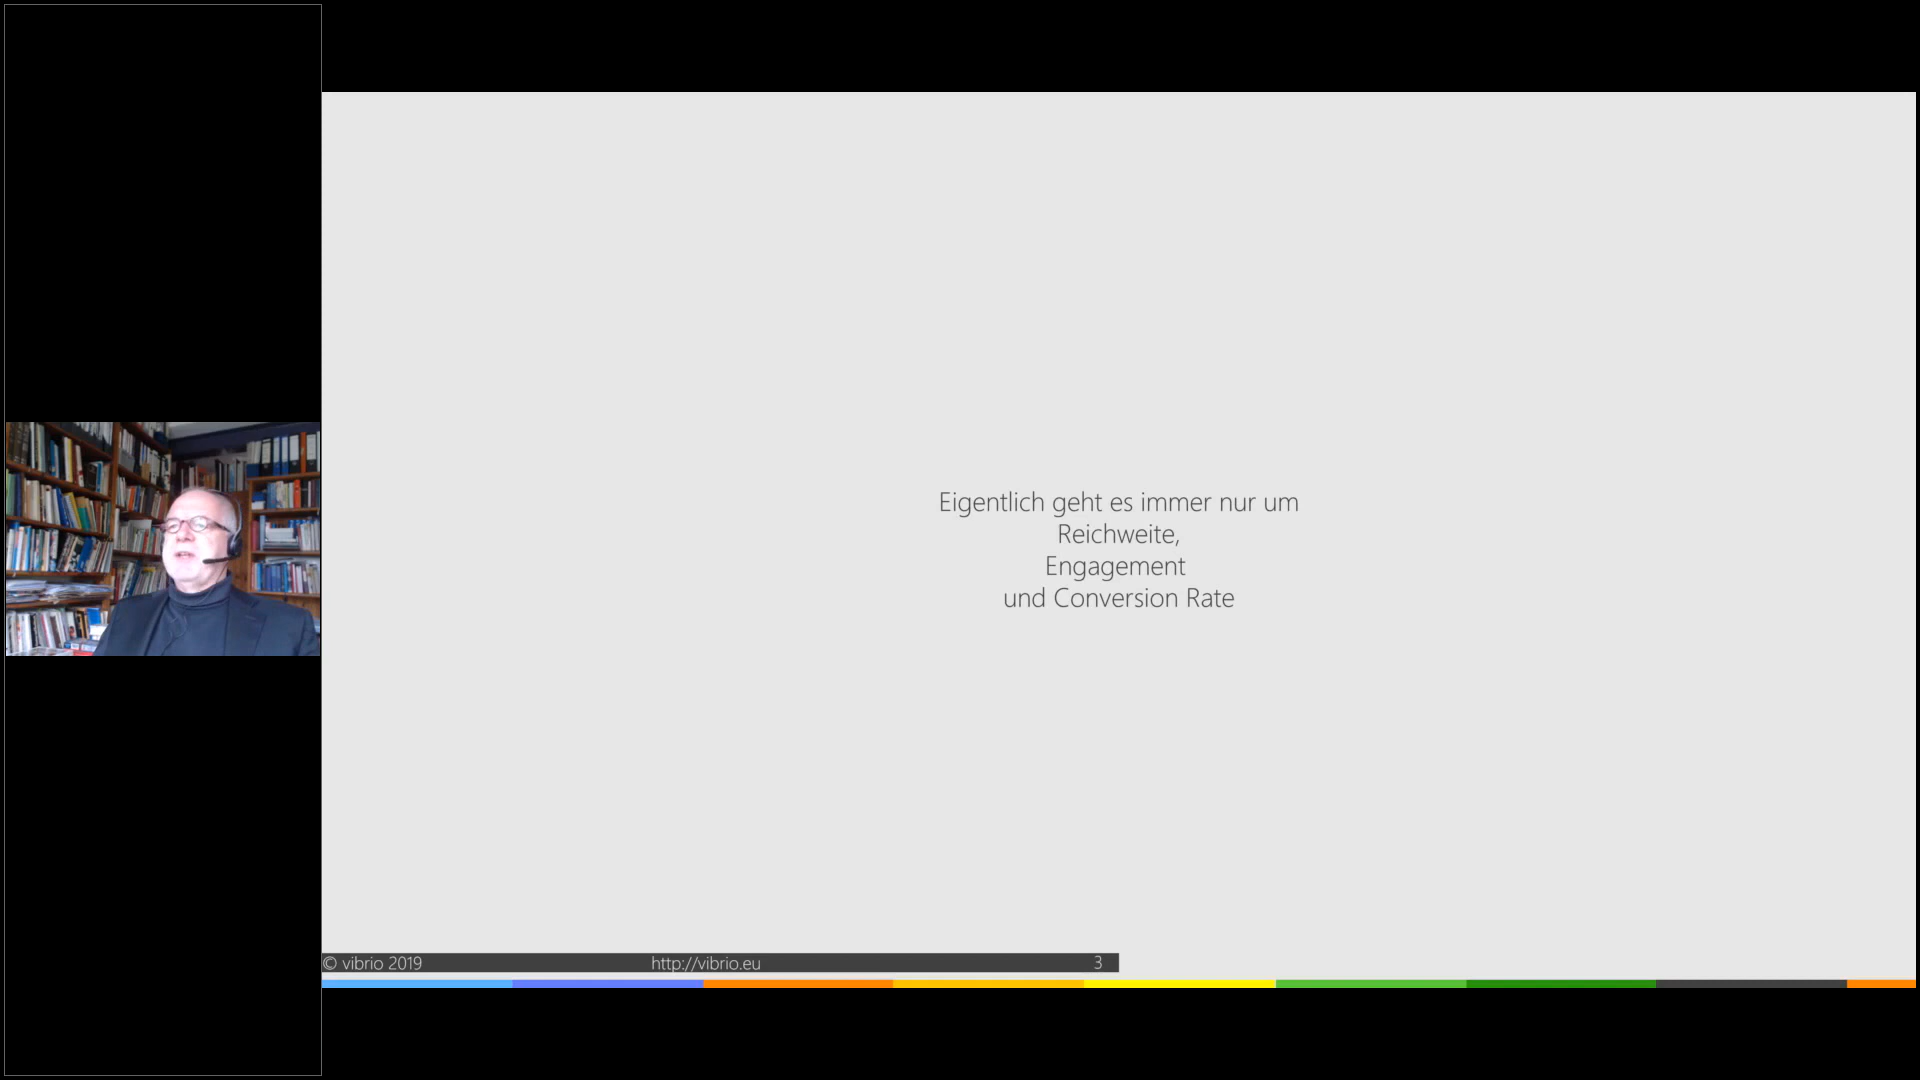 Eigentlich geht es immer nur um
Reichweite,
Engagement
und Conversion Rate
© vibrio 2019 http://vibrio.eu 3